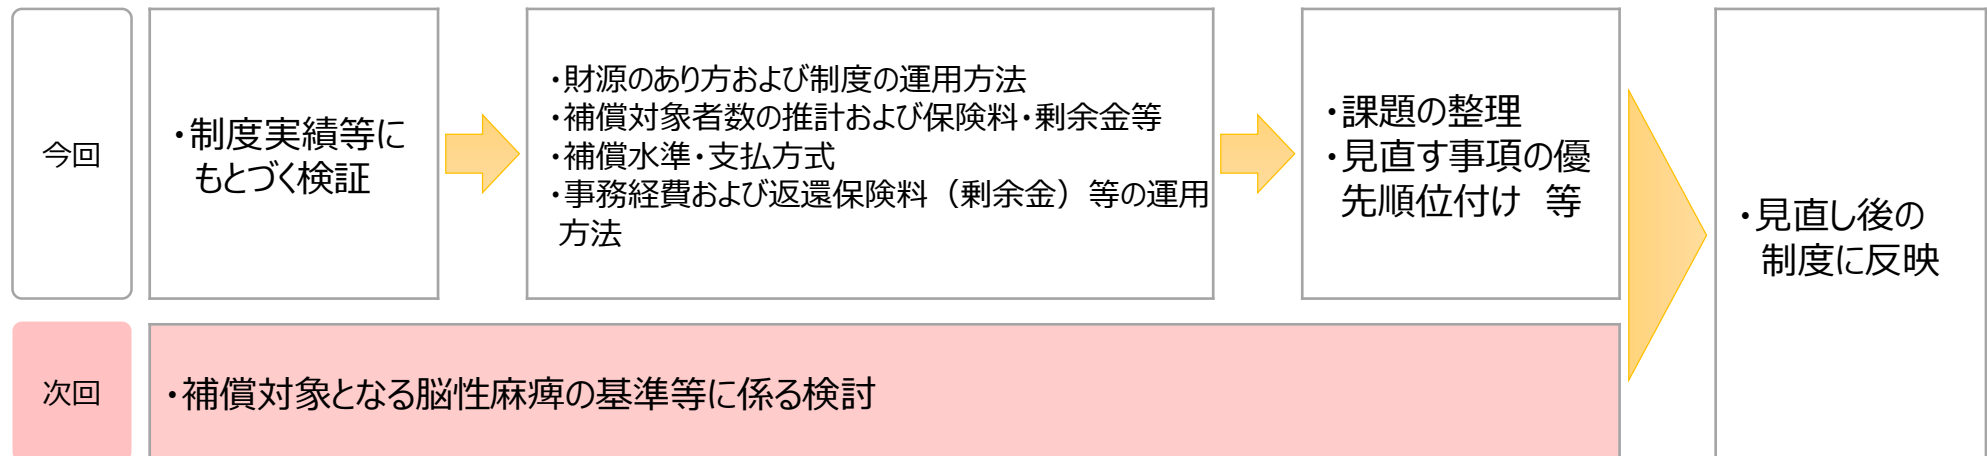 今回
・制度実績等に
もとづく検証
・財源のあり方および制度の運用方法
・補償対象者数の推計および保険料・剰余金等
・補償水準・支払方式
・事務経費および返還保険料（剰余金）等の運用
方法
・課題の整理
・見直す事項の優
先順位付け　等
・見直し後の
制度に反映
次回
・補償対象となる脳性麻痺の基準等に係る検討